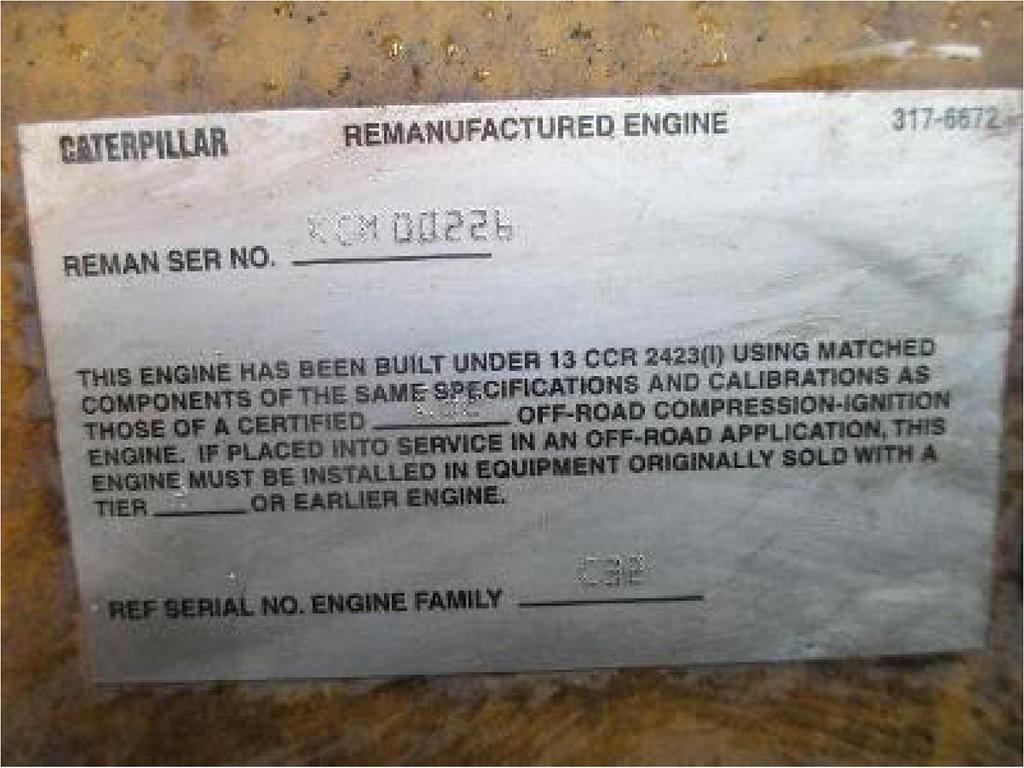 CATERPILLAR REMANUFACTURED ENGINE 317-6672
REMAN SER NO. KCM00226
THIS ENGINE HAS BEEN BUILT UNDER 13 CCR 2423(l) USING MATCHED
COMPONENTS OF THE SAME SPECIFICATIONS AND CALIBRATIONS AS
THOSE OF A CERTIFIED OFF-ROAD COMPRESSION-IGNITION
ENGINE. IF PLACED INTO SERVICE IN AN OFF-ROAD APPLICATION, THIS
ENGINE MUST BE INSTALLED IN EQUIPMENT ORIGINALLY SOLD WITH A
TIER OR EARLIER ENGINE.
REF SERIAL NO. ENGINE FAMILY